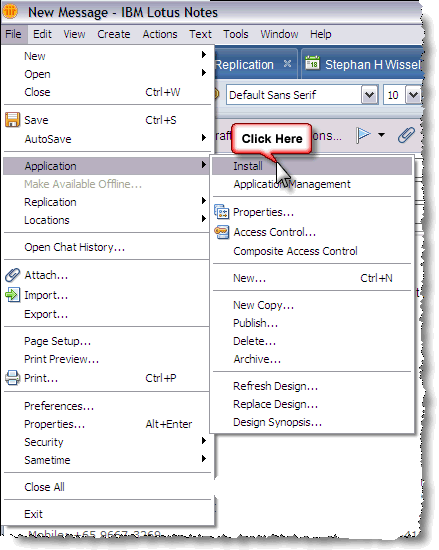 New Message - IBM Lotus Notes
File Edit View Create Actions Text Tools Window Help
Replication Stephan H Wissel
Default Sans Serif 10
New
Open
Close Ctrl+W
Save Ctrl+S
AutoSave
Application
Make Available Offline...
Replication
Locations
Open Chat History...
Attach...
Import...
Export...
Page Setup...
Print Preview...
Print... Ctrl+P
Preferences...
Properties... Alt+Enter
Security
Sametime
Close All
Exit
Click Here
Install
Application Management
Properties...
Access Control...
Composite Access Control
New... Ctrl+N
New Copy...
Publish...
Delete...
Archive...
Refresh Design...
Replace Design...
Design Synopsis...